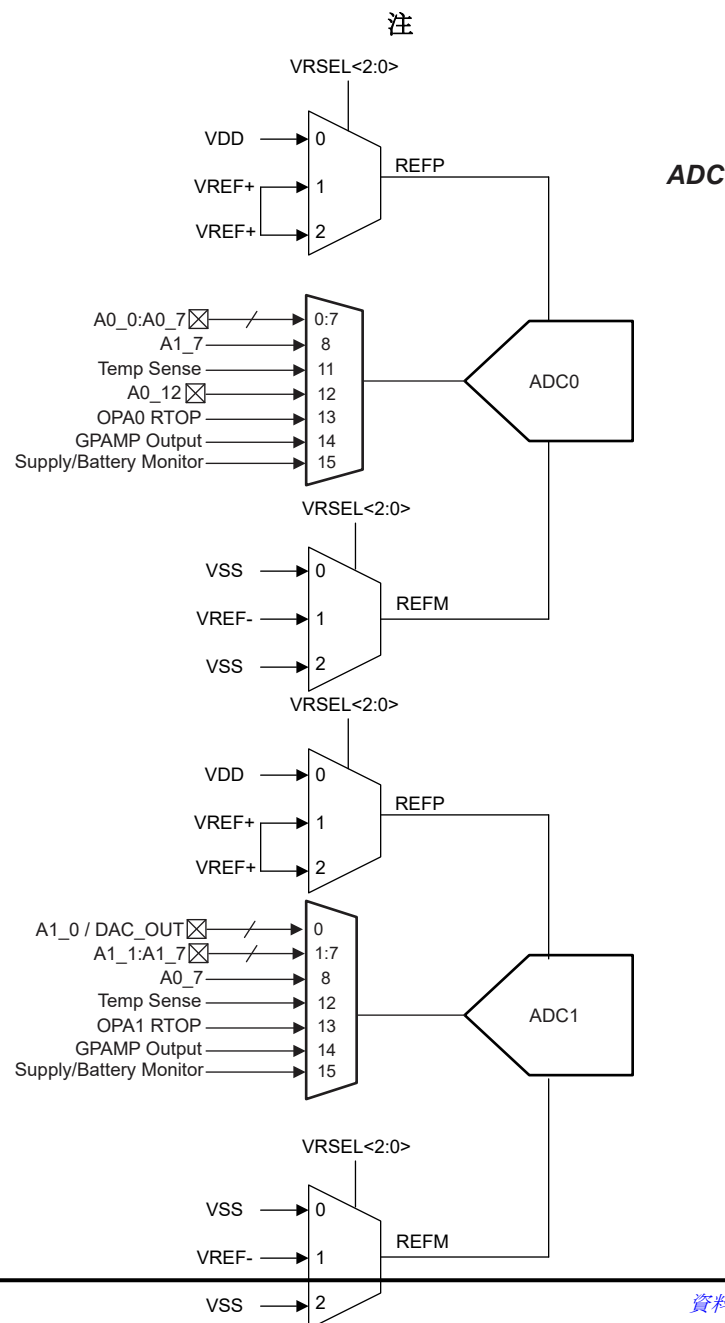 注
VRSEL<2:0>
VDD
0
VREF+
1
REFP
ADC
VREF+
2
A0_0:A0_7
0:7
A1_7
8
Temp Sense
11
A0_12
12
OPA0 RTOP
13
GPAMP Output
14
Supply/Battery Monitor
15
ADC0
VRSEL<2:0>
VSS
0
VREF-
1
REFM
VSS
2
VRSEL<2:0>
VDD
0
VREF+
1
REFP
VREF+
2
A1_0 / DAC_OUT
0
A1_1:A1_7
1:7
A0_7
8
Temp Sense
12
OPA1 RTOP
13
GPAMP Output
14
Supply/Battery Monitor
15
ADC1
VRSEL<2:0>
VSS
0
VREF-
1
REFM
VSS
2
資料